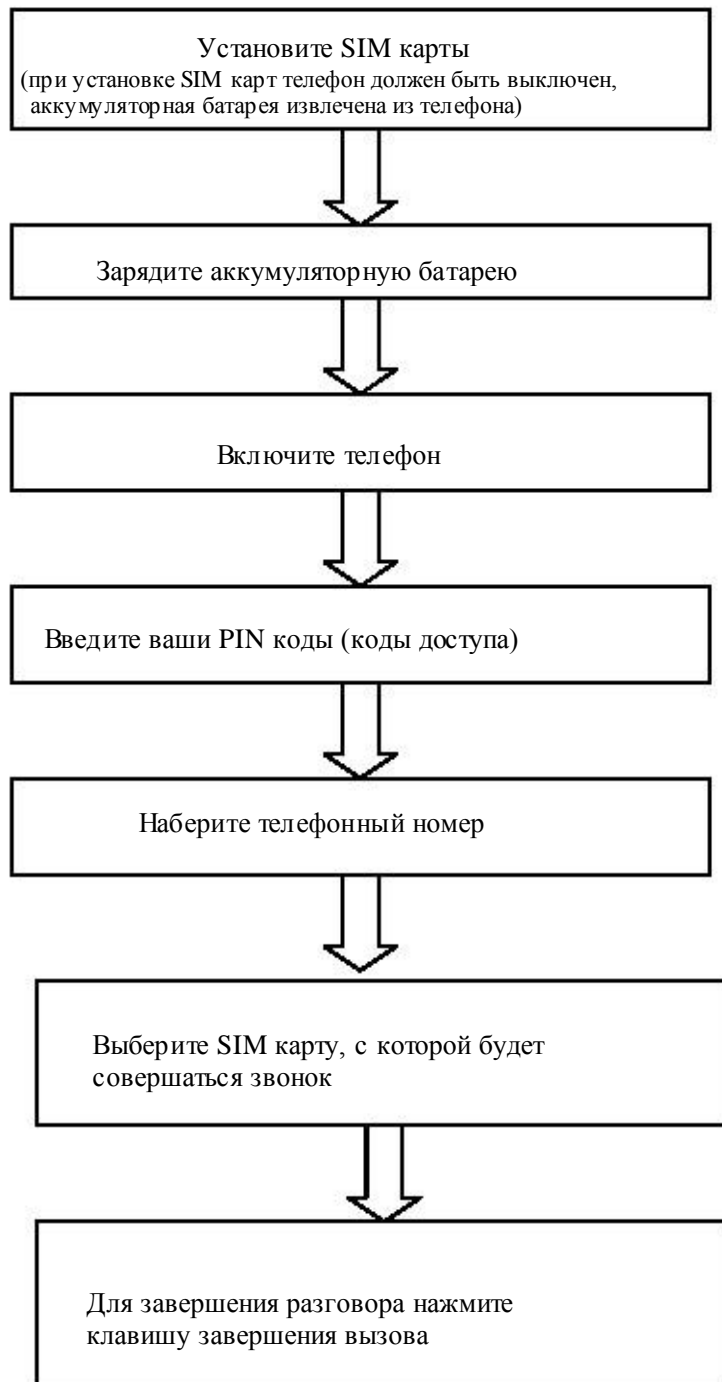 Установите SIM карты
(при установке SIM карт телефон должен быть выключен,
аккумуляторная батарея извлечена из телефона)
Зарядите аккумуляторную батарею
Включите телефон
Введите ваши PIN коды (коды доступа)
Наберите телефонный номер
Выберите SIM карту, с которой будет
совершаться звонок
Для завершения разговора нажмите
клавишу завершения вызова